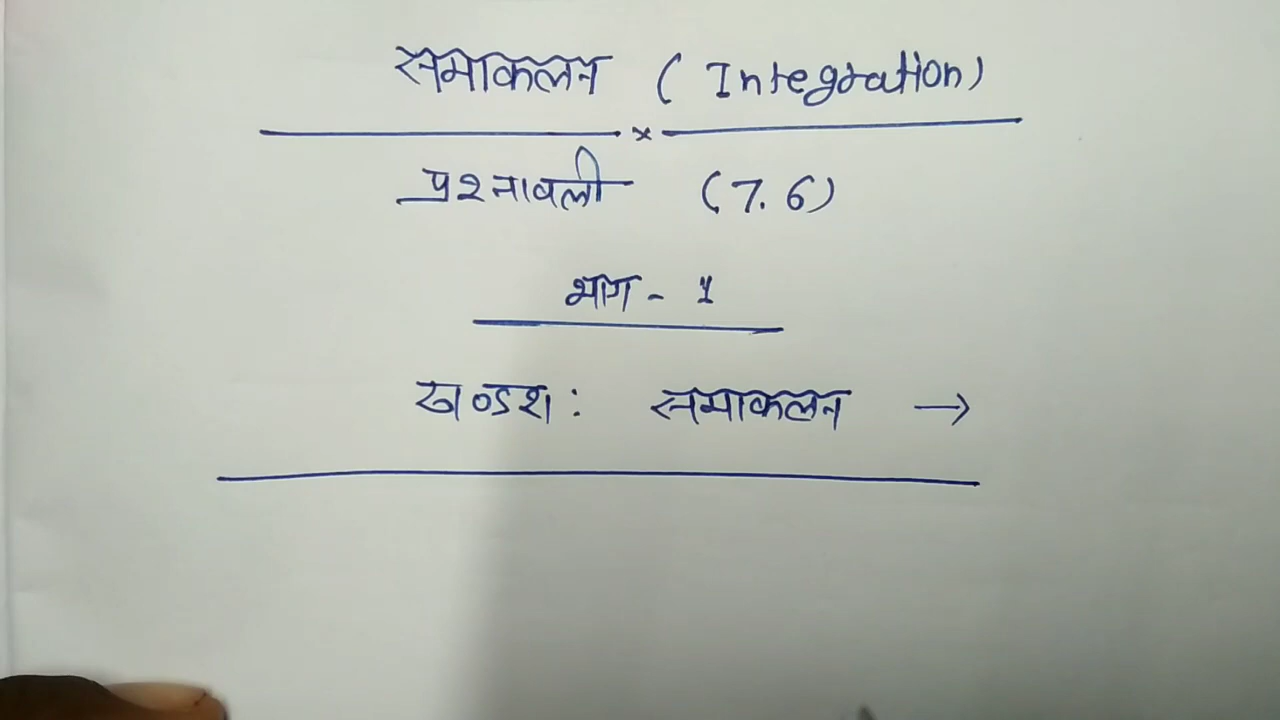 समाकलन ( Integration)
×
प्रश्नावली (7.6)
भाग - 1
खण्डश: समाकलन →